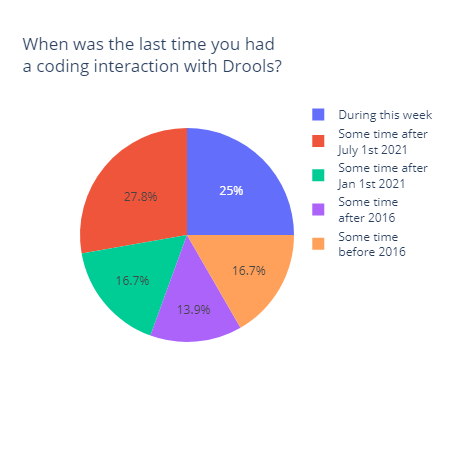 When was the last time you had
a coding interaction with Drools?
During this week
Some time after
July 1st 2021
Some time after
Jan 1st 2021
Some time
after 2016
Some time
before 2016
27.8%
25%
16.7%
16.7%
13.9%